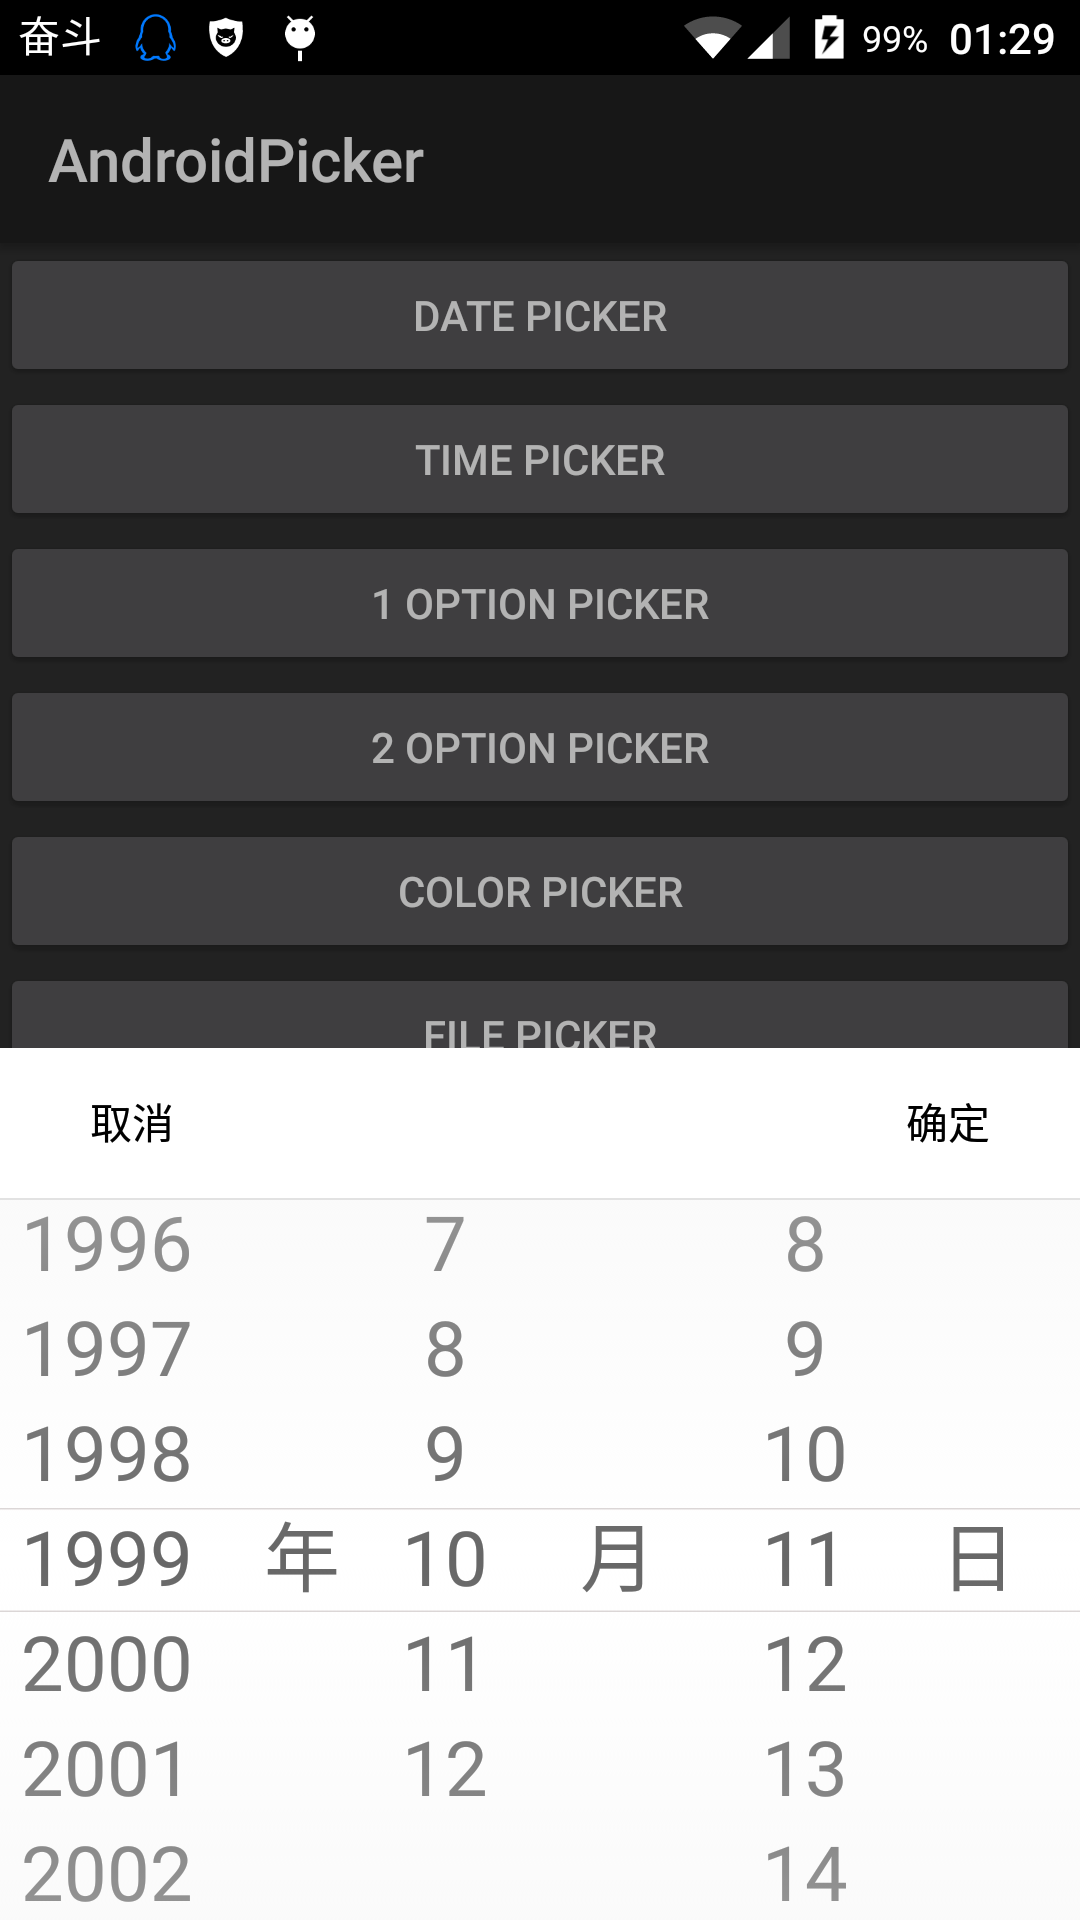 奋斗 99% 01:29
AndroidPicker
DATE PICKER
TIME PICKER
1 OPTION PICKER
2 OPTION PICKER
COLOR PICKER
FILE PICKER
取消 确定
1996 7 8
1997 8 9
1998 9 10
1999 年 10 月 11 日
2000 11 12
2001 12 13
2002 14